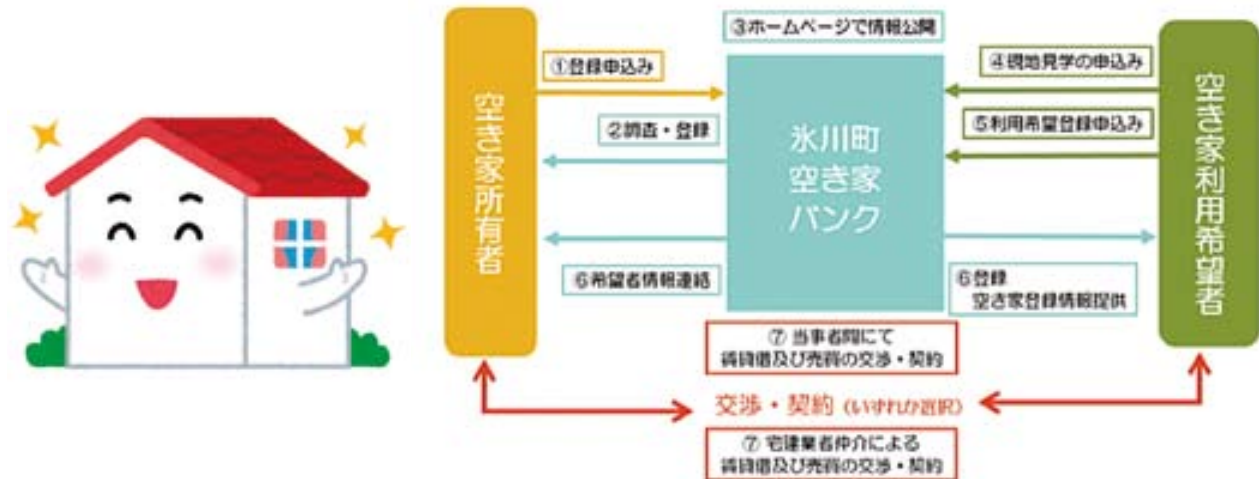 ③ホームページで情報公開
空き家所有者
①登録申込み
②調査・登録
⑥希望者情報連絡
氷川町
空き家
バンク
④現地見学の申込み
⑤利用希望登録申込み
⑥登録
空き家登録情報提供
空き家利用希望者
⑦ 当事者間にて
賃貸借及び売買の交渉・契約
交渉・契約（いずれか選択）
⑦ 宅建業者仲介による
賃貸借及び売買の交渉・契約